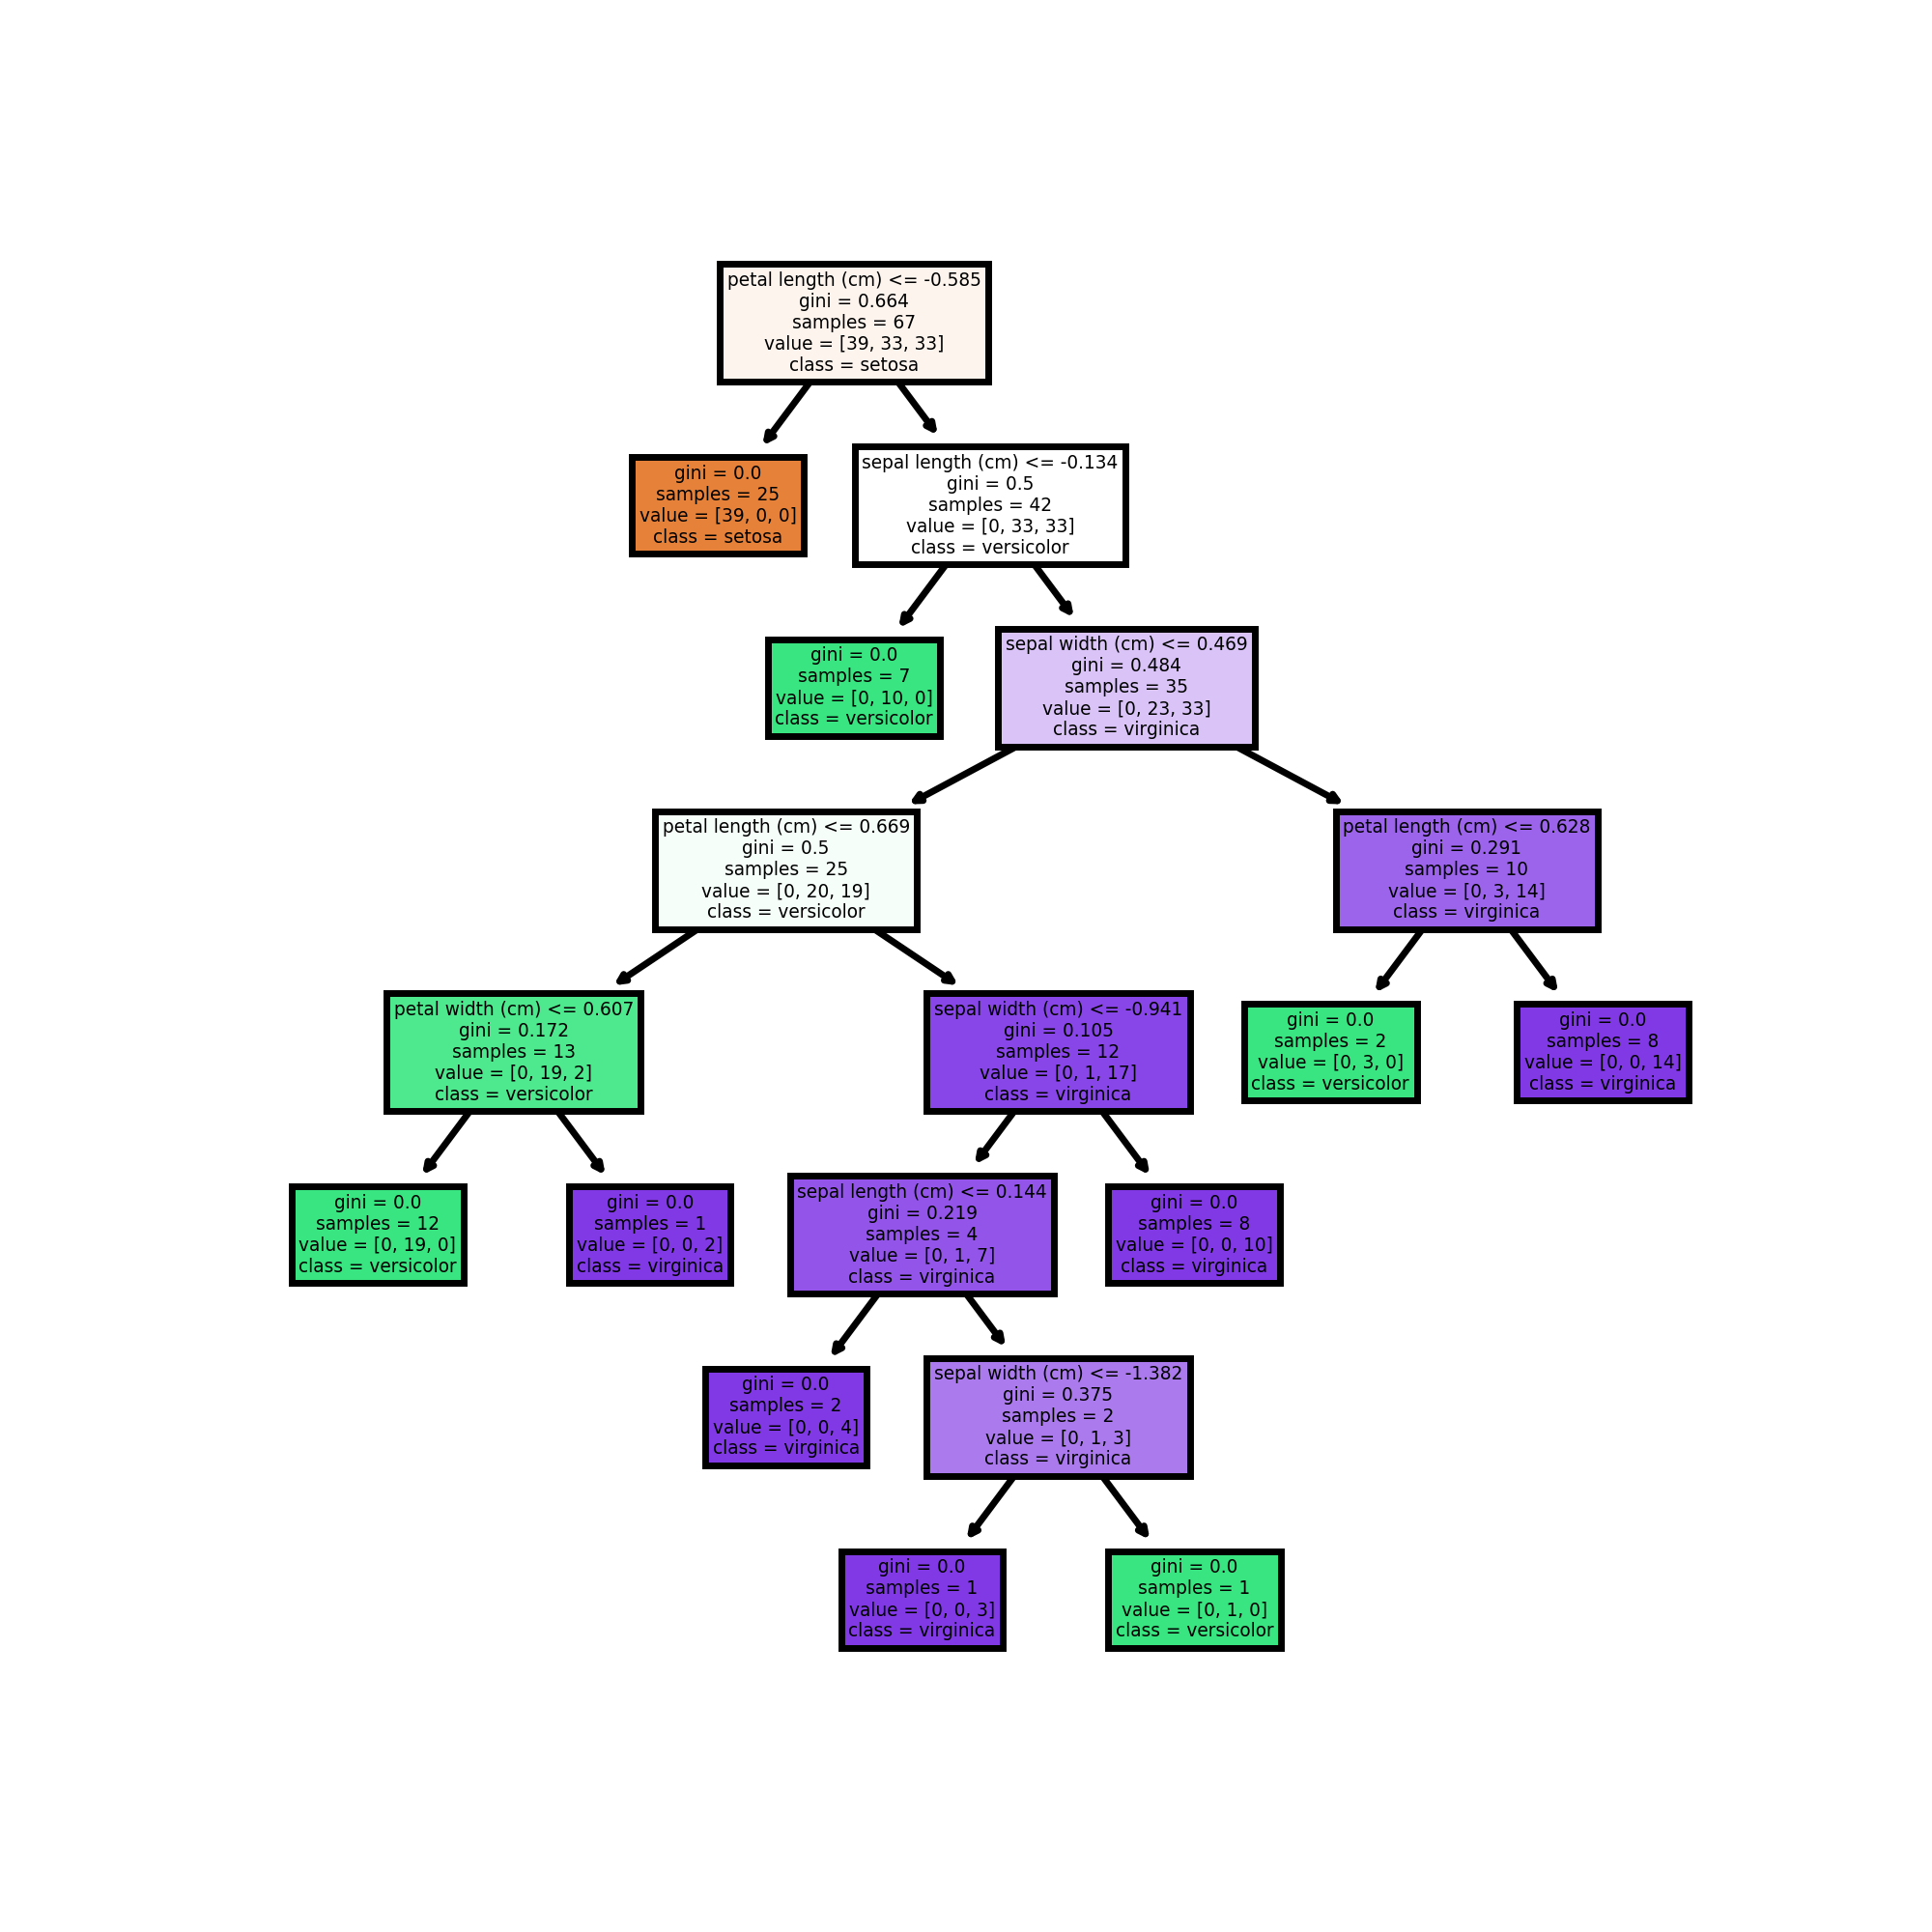 petal length (cm) <= -0.585
gini = 0.664
samples = 67
value = [39, 33, 33]
class = setosa
gini = 0.0
samples = 25
value = [39, 0, 0]
class = setosa
sepal length (cm) <= -0.134
gini = 0.5
samples = 42
value = [0, 33, 33]
class = versicolor
gini = 0.0
samples = 7
value = [0, 10, 0]
class = versicolor
sepal width (cm) <= 0.469
gini = 0.484
samples = 35
value = [0, 23, 33]
class = virginica
petal length (cm) <= 0.669
gini = 0.5
samples = 25
value = [0, 20, 19]
class = versicolor
petal length (cm) <= 0.628
gini = 0.291
samples = 10
value = [0, 3, 14]
class = virginica
petal width (cm) <= 0.607
gini = 0.172
samples = 13
value = [0, 19, 2]
class = versicolor
sepal width (cm) <= -0.941
gini = 0.105
samples = 12
value = [0, 1, 17]
class = virginica
gini = 0.0
samples = 2
value = [0, 3, 0]
class = versicolor
gini = 0.0
samples = 8
value = [0, 0, 14]
class = virginica
gini = 0.0
samples = 12
value = [0, 19, 0]
class = versicolor
gini = 0.0
samples = 1
value = [0, 0, 2]
class = virginica
sepal length (cm) <= 0.144
gini = 0.219
samples = 4
value = [0, 1, 7]
class = virginica
gini = 0.0
samples = 8
value = [0, 0, 10]
class = virginica
gini = 0.0
samples = 2
value = [0, 0, 4]
class = virginica
sepal width (cm) <= -1.382
gini = 0.375
samples = 2
value = [0, 1, 3]
class = virginica
gini = 0.0
samples = 1
value = [0, 0, 3]
class = virginica
gini = 0.0
samples = 1
value = [0, 1, 0]
class = versicolor